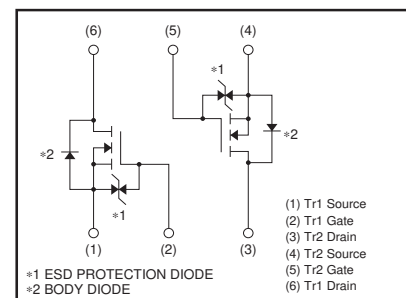 (6) (5) (4)
*1
*2
*2
*1
(1) (2) (3)
(1) Tr1 Source
(2) Tr1 Gate
(3) Tr2 Drain
(4) Tr2 Source
(5) Tr2 Gate
(6) Tr1 Drain
*1 ESD PROTECTION DIODE
*2 BODY DIODE